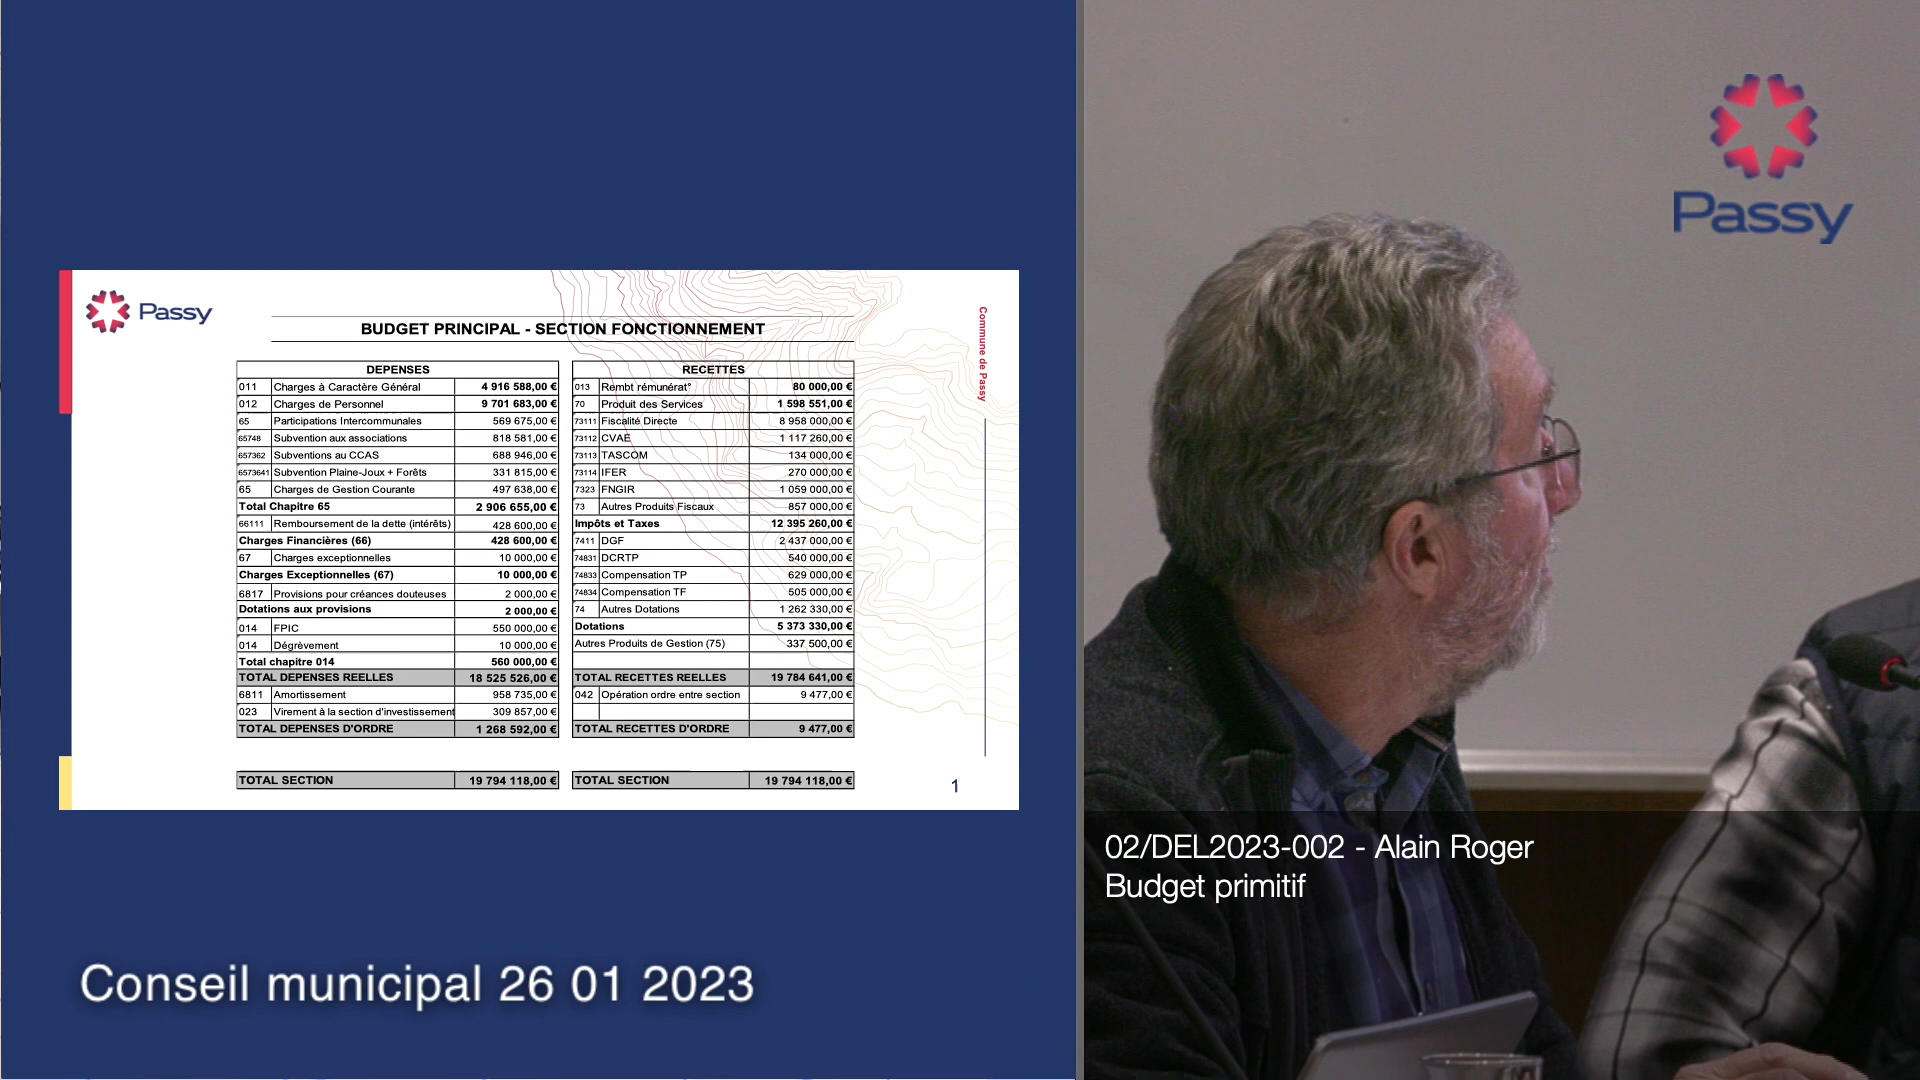 Passy
BUDGET PRINCIPAL - SECTION FONCTIONNEMENT
Commune de Passy
DEPENSES
011 Charges à Caractère Général 4 916 588,00 €
012 Charges de Personnel 9 701 683,00 €
65 Participations Intercommunales 569 675,00 €
65748 Subvention aux associations 818 581,00 €
657362 Subventions au CCAS 688 946,00 €
6573641 Subvention Plaine-Joux + Forêts 331 815,00 €
65 Charges de Gestion Courante 497 638,00 €
Total Chapitre 65 2 906 655,00 €
66111 Remboursement de la dette (intérêts) 428 600,00 €
Charges Financières (66) 428 600,00 €
67 Charges exceptionnelles 10 000,00 €
Charges Exceptionnelles (67) 10 000,00 €
6817 Provisions pour créances douteuses 2 000,00 €
Dotations aux provisions 2 000,00 €
014 FPIC 550 000,00 €
014 Dégrèvement 10 000,00 €
Total chapitre 014 560 000,00 €
TOTAL DEPENSES REELLES 18 525 526,00 €
6811 Amortissement 958 735,00 €
023 Virement à la section d'investissement 309 857,00 €
TOTAL DEPENSES D'ORDRE 1 268 592,00 €
TOTAL SECTION 19 794 118,00 €
RECETTES
013 Rembt rémunérat° 80 000,00 €
70 Produit des Services 1 598 551,00 €
73111 Fiscalité Directe 8 958 000,00 €
73112 CVAE 1 117 260,00 €
73113 TASCOM 134 000,00 €
73114 IFER 270 000,00 €
7323 FNGIR 1 059 000,00 €
73 Autres Produits Fiscaux 857 000,00 €
Impôts et Taxes 12 395 260,00 €
7411 DGF 2 437 000,00 €
74831 DCRTP 540 000,00 €
74833 Compensation TP 629 000,00 €
74834 Compensation TF 505 000,00 €
74 Autres Dotations 1 262 330,00 €
Dotations 5 373 330,00 €
Autres Produits de Gestion (75) 337 500,00 €
TOTAL RECETTES REELLES 19 784 641,00 €
042 Opération ordre entre section 9 477,00 €
TOTAL RECETTES D'ORDRE 9 477,00 €
TOTAL SECTION 19 794 118,00 €
1
Conseil municipal 26 01 2023
Passy
02/DEL2023-002 - Alain Roger
Budget primitif